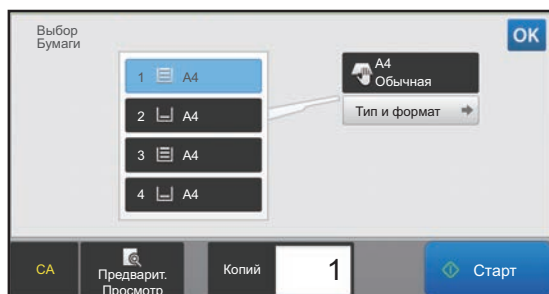 Выбор
Бумаги
OK
1 A4
2 A4
3 A4
4 A4
A4
Обычная
Тип и формат
CA
Предварит.
Просмотр
Копий
1
Старт